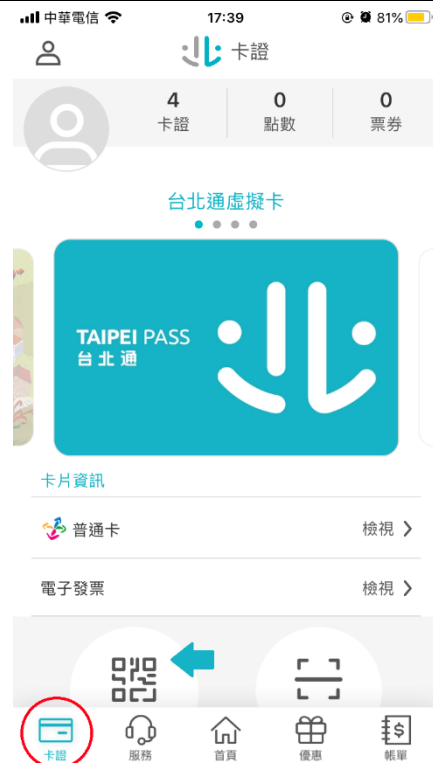 中華電信 17:39 81%
卡證
4 0 0
卡證 點數 票券
台北通虛擬卡
TAIPEI PASS
台北通
卡片資訊
普通卡 檢視
電子發票 檢視
卡證 服務 首頁 優惠 帳單